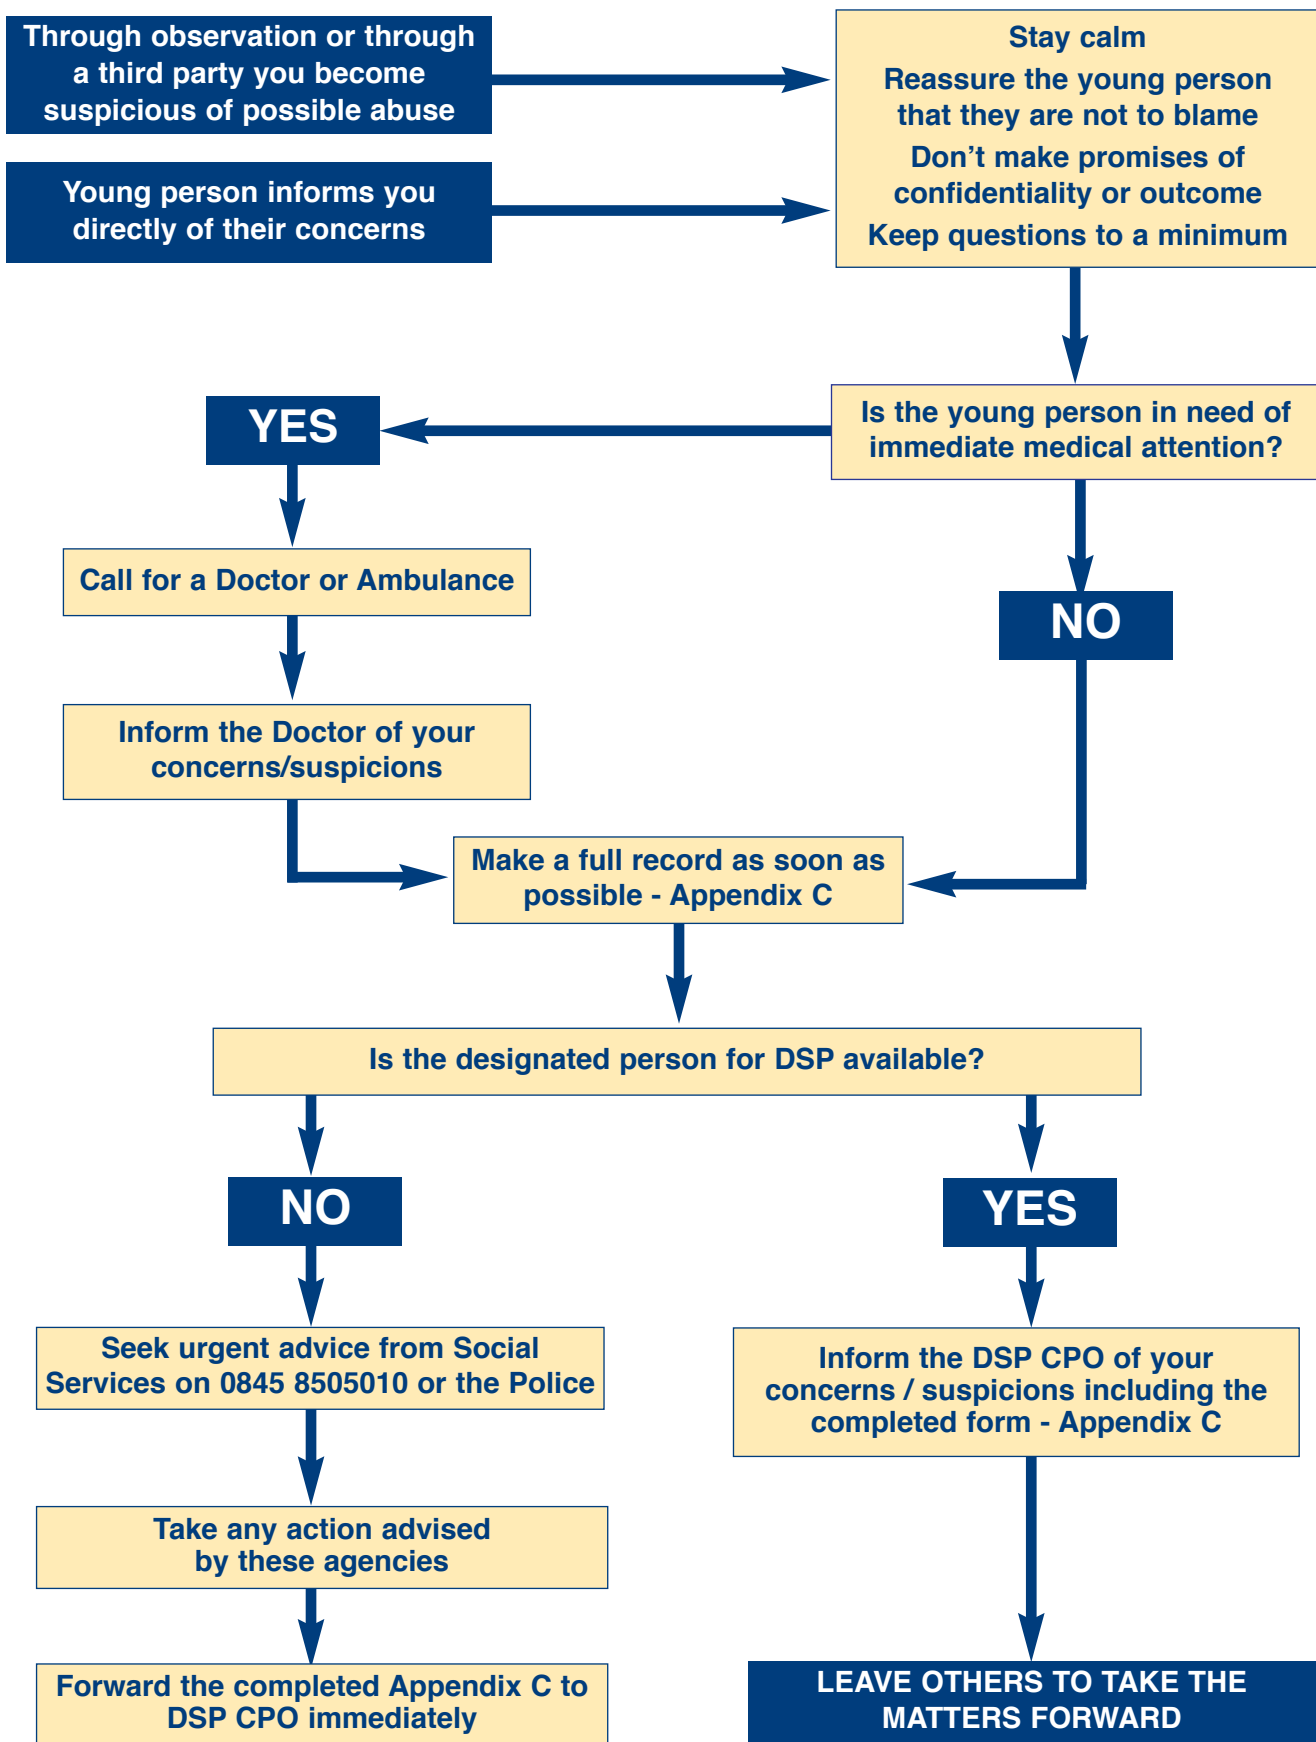 Through observation or through
a third party you become
suspicious of possible abuse
Stay calm
Reassure the young person
that they are not to blame
Don’t make promises of
confidentiality or outcome
Keep questions to a minimum
Young person informs you
directly of their concerns
Is the young person in need of
immediate medical attention?
YES
Call for a Doctor or Ambulance
NO
Inform the Doctor of your
concerns/suspicions
Make a full record as soon as
possible - Appendix C
Is the designated person for DSP available?
NO
YES
Seek urgent advice from Social
Services on 0845 8505010 or the Police
Inform the DSP CPO of your
concerns / suspicions including the
completed form - Appendix C
Take any action advised
by these agencies
Forward the completed Appendix C to
DSP CPO immediately
LEAVE OTHERS TO TAKE THE
MATTERS FORWARD